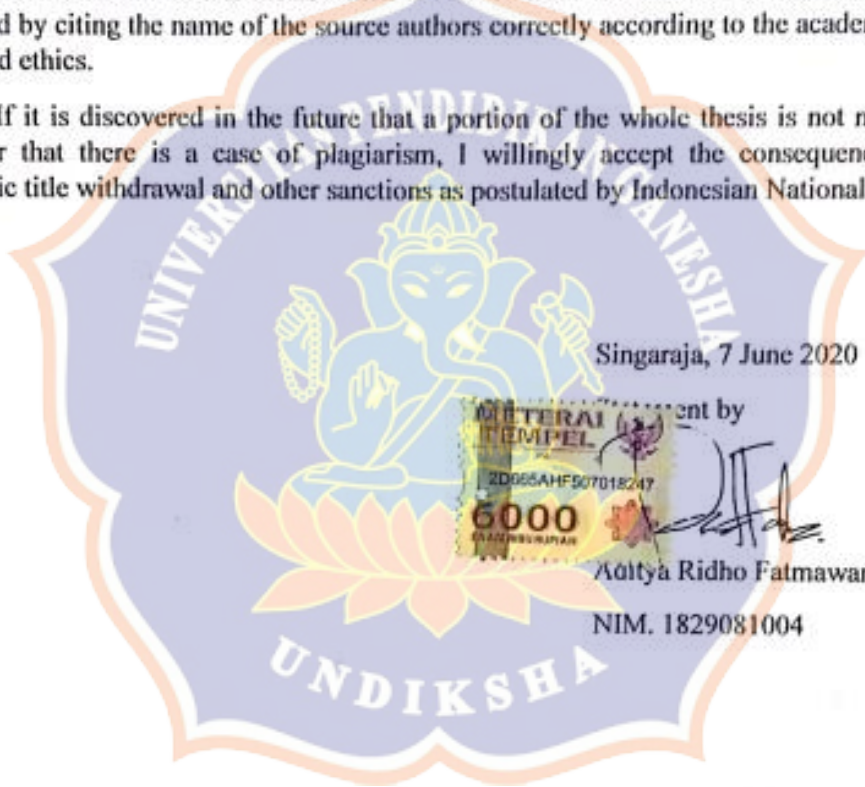 d by citing the name of the source authors correctly according to the acade
d ethics.
If it is discovered in the future that a portion of the whole thesis is not
r that there is a case of plagiarism, I willingly accept the consequen
ic title withdrawal and other sanctions as postulated by Indonesian National
UNIVERSITAS PENDIDIKAN GANESHA
Singaraja, 7 June 2020
ent by
METERAI
TEMPEL
6000
Aditya Ridho Fatmawa
NIM. 1829081004
UNDIKSHA